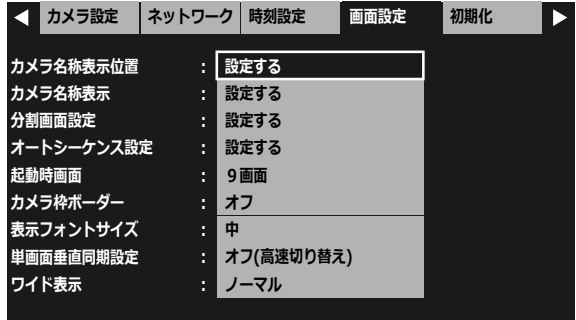 ◀ カメラ設定 ネットワーク 時刻設定 画面設定 初期化 ▶
カメラ名称表示位置 : 設定する
カメラ名称表示 : 設定する
分割画面設定 : 設定する
オートシーケンス設定 : 設定する
起動時画面 : 9画面
カメラ枠ボーダー : オフ
表示フォントサイズ : 中
単画面垂直同期設定 : オフ(高速切り替え)
ワイド表示 : ノーマル